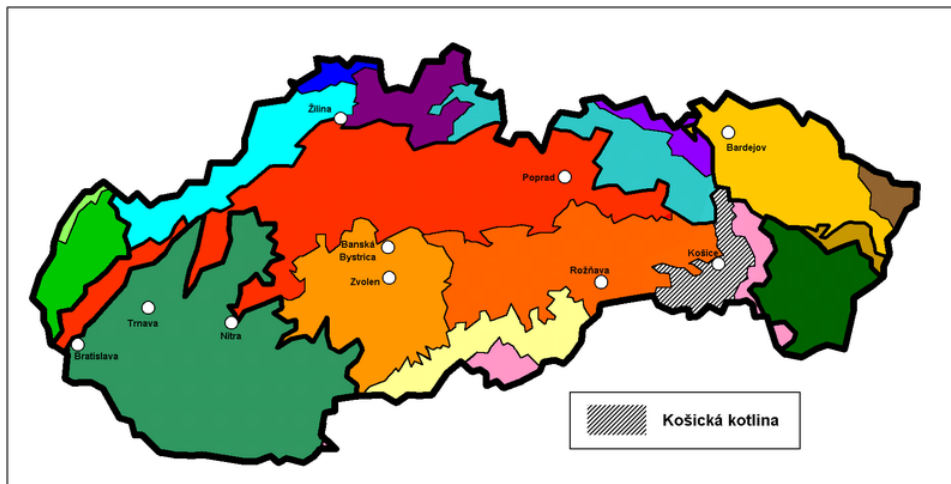 Žilina
Bardejov
Poprad
Banská
Bystrica
Košice
Zvolen
Rožňava
Trnava
Nitra
Bratislava
Košická kotlina